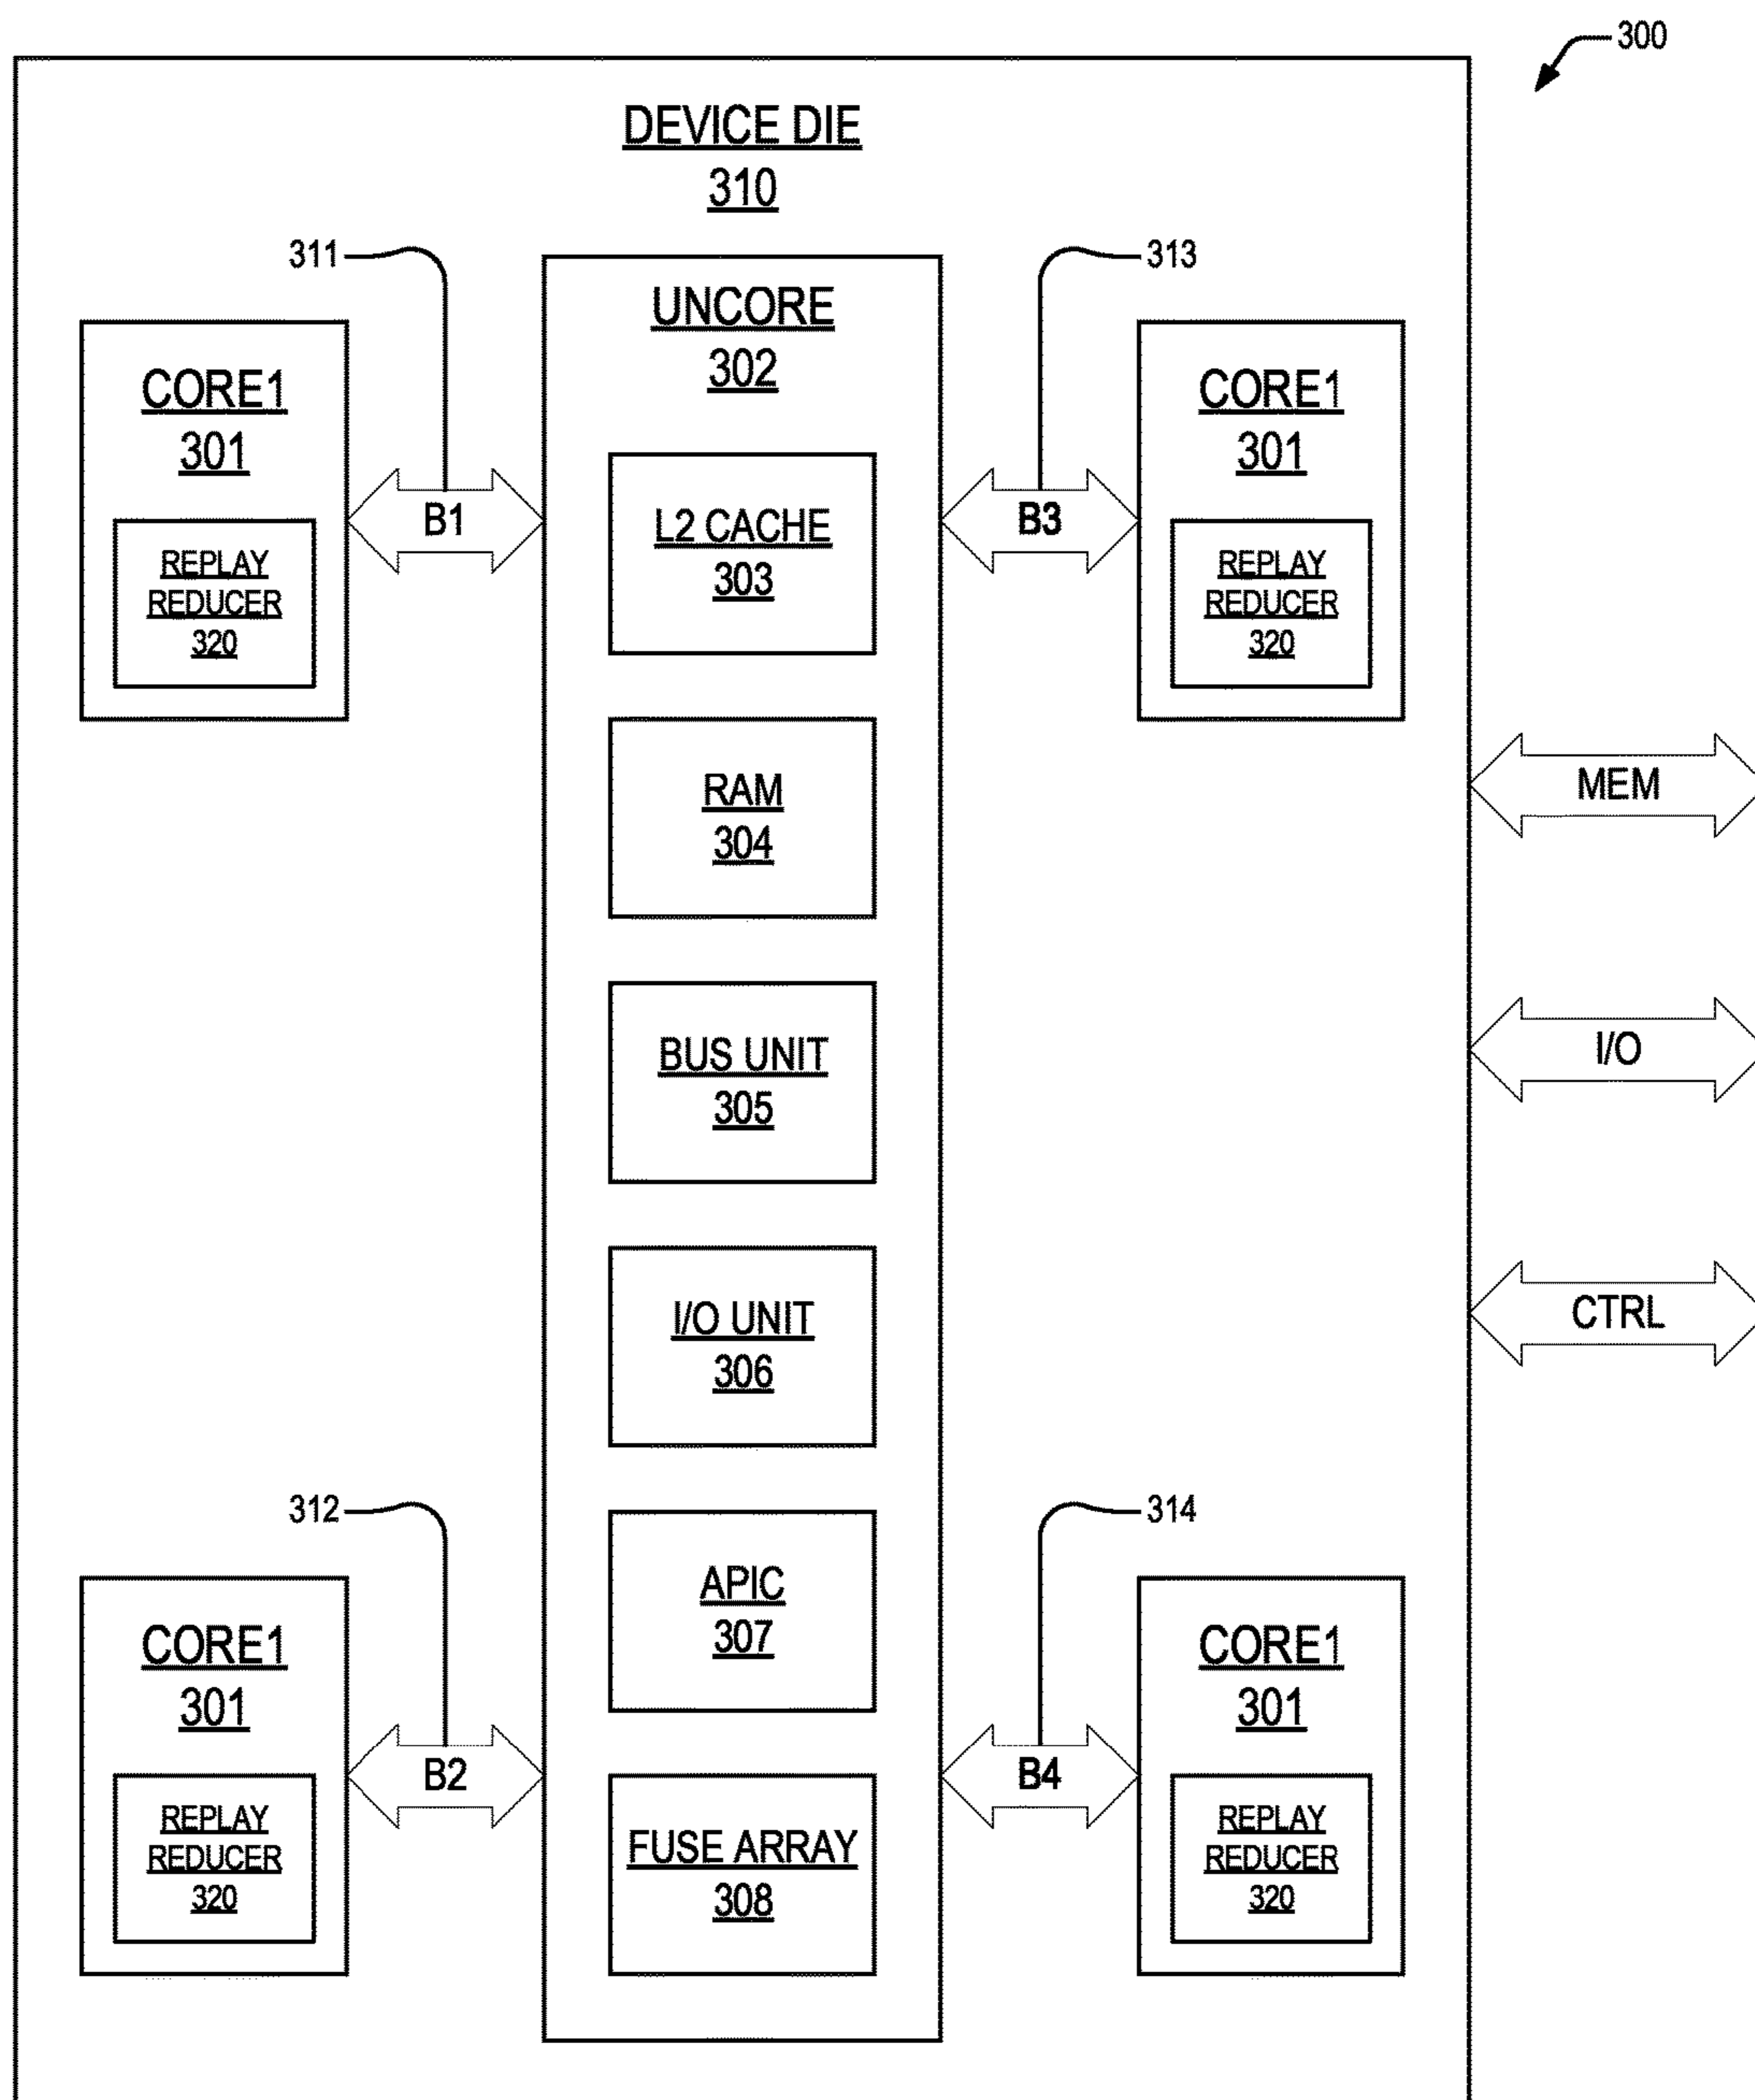 300
DEVICE DIE
310
311
313
UNCORE
302
CORE1
301
REPLAY
REDUCER
320
B1
L2 CACHE
303
B3
CORE1
301
REPLAY
REDUCER
320
RAM
304
MEM
BUS UNIT
305
I/O
I/O UNIT
306
CTRL
312
314
APIC
307
CORE1
301
REPLAY
REDUCER
320
B2
FUSE ARRAY
308
B4
CORE1
301
REPLAY
REDUCER
320